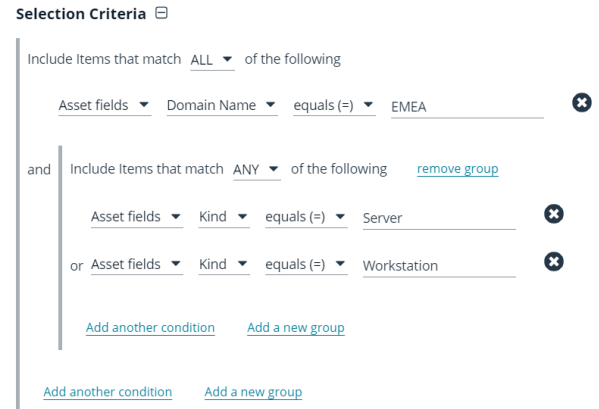 Selection Criteria
Include Items that match ALL of the following
Asset fields Domain Name equals (=) EMEA
and Include Items that match ANY of the following remove group
Asset fields Kind equals (=) Server
or Asset fields Kind equals (=) Workstation
Add another condition Add a new group
Add another condition Add a new group